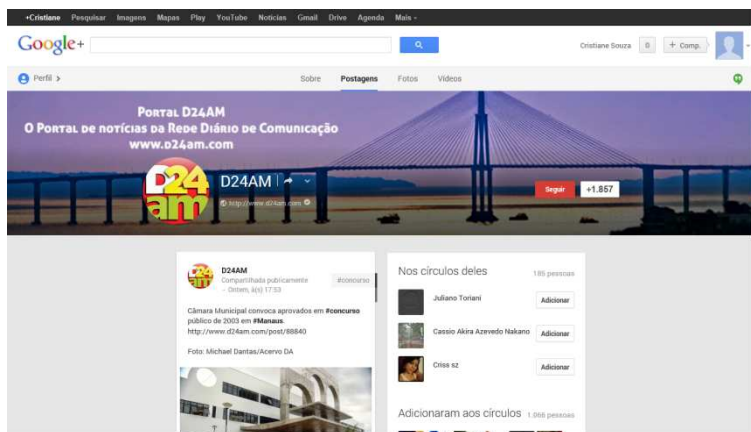 +Cristiane Pesquisar Imagens Mapas Play YouTube Notícias Gmail Drive Agenda Mais
Google+
Cristiane Souza 0 + Comp.
Perfil >
Sobre Postagens Fotos Vídeos
Portal D24AM
O Portal de notícias da Rede Diário de Comunicação
www.d24am.com
D24am
D24AM
http://www.d24am.com
Seguir +1.857
D24AM
Compartilhada publicamente
- Ontem, à(s) 17:53
#concurso
Câmara Municipal convoca aprovados em #concurso
público de 2003 em #Manaus.
http://www.d24am.com/post/88840
Foto: Michael Dantas/Acervo DA
Nos círculos deles 185 pessoas
Juliano Toriani Adicionar
Cassio Akira Azevedo Nakano Adicionar
Criss sz Adicionar
Adicionaram aos círculos 1.066 pessoas